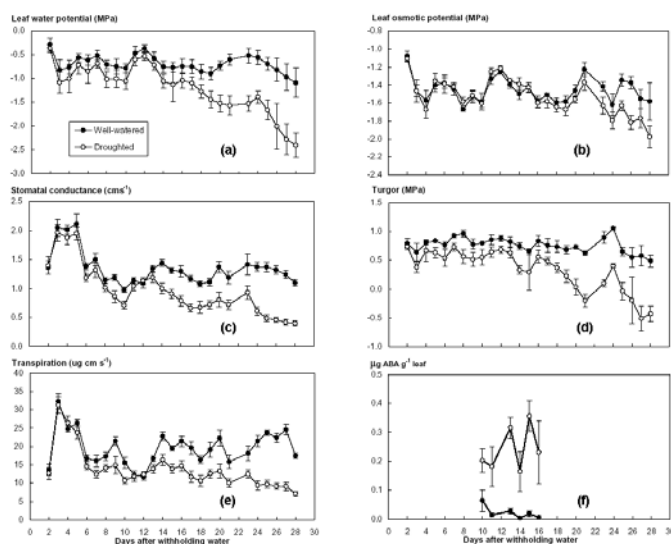 Leaf water potential (MPa)
0.0
-0.5
-1.0
-1.5
-2.0
-2.5
-3.0
Well-watered
Droughted
(a)
Leaf osmotic potential (MPa)
-0.8
-1.0
-1.2
-1.4
-1.6
-1.8
-2.0
-2.2
-2.4
(b)
Stomatal conductance (cms⁻¹)
2.5
2.0
1.5
1.0
0.5
0.0
(c)
Turgor (MPa)
1.5
1.0
0.5
0.0
-0.5
-1.0
(d)
Transpiration (ug cm s⁻¹)
40
35
30
25
20
15
10
5
0
(e)
0 2 4 6 8 10 12 14 16 18 20 22 24 26 28 30
Days after withholding water
µg ABA g⁻¹ leaf
0.5
0.4
0.3
0.2
0.1
0.0
(f)
0 2 4 6 8 10 12 14 16 18 20 22 24 26 28 30
Days after withholding water